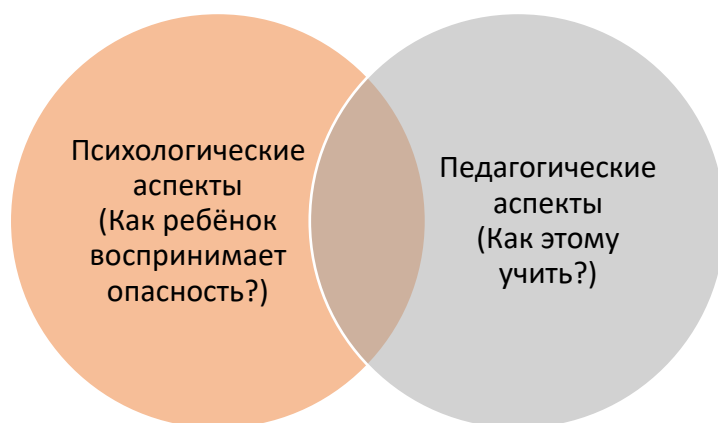 Психологические
аспекты
(Как ребёнок
воспринимает
опасность?)
Педагогические
аспекты
(Как этому
учить?)